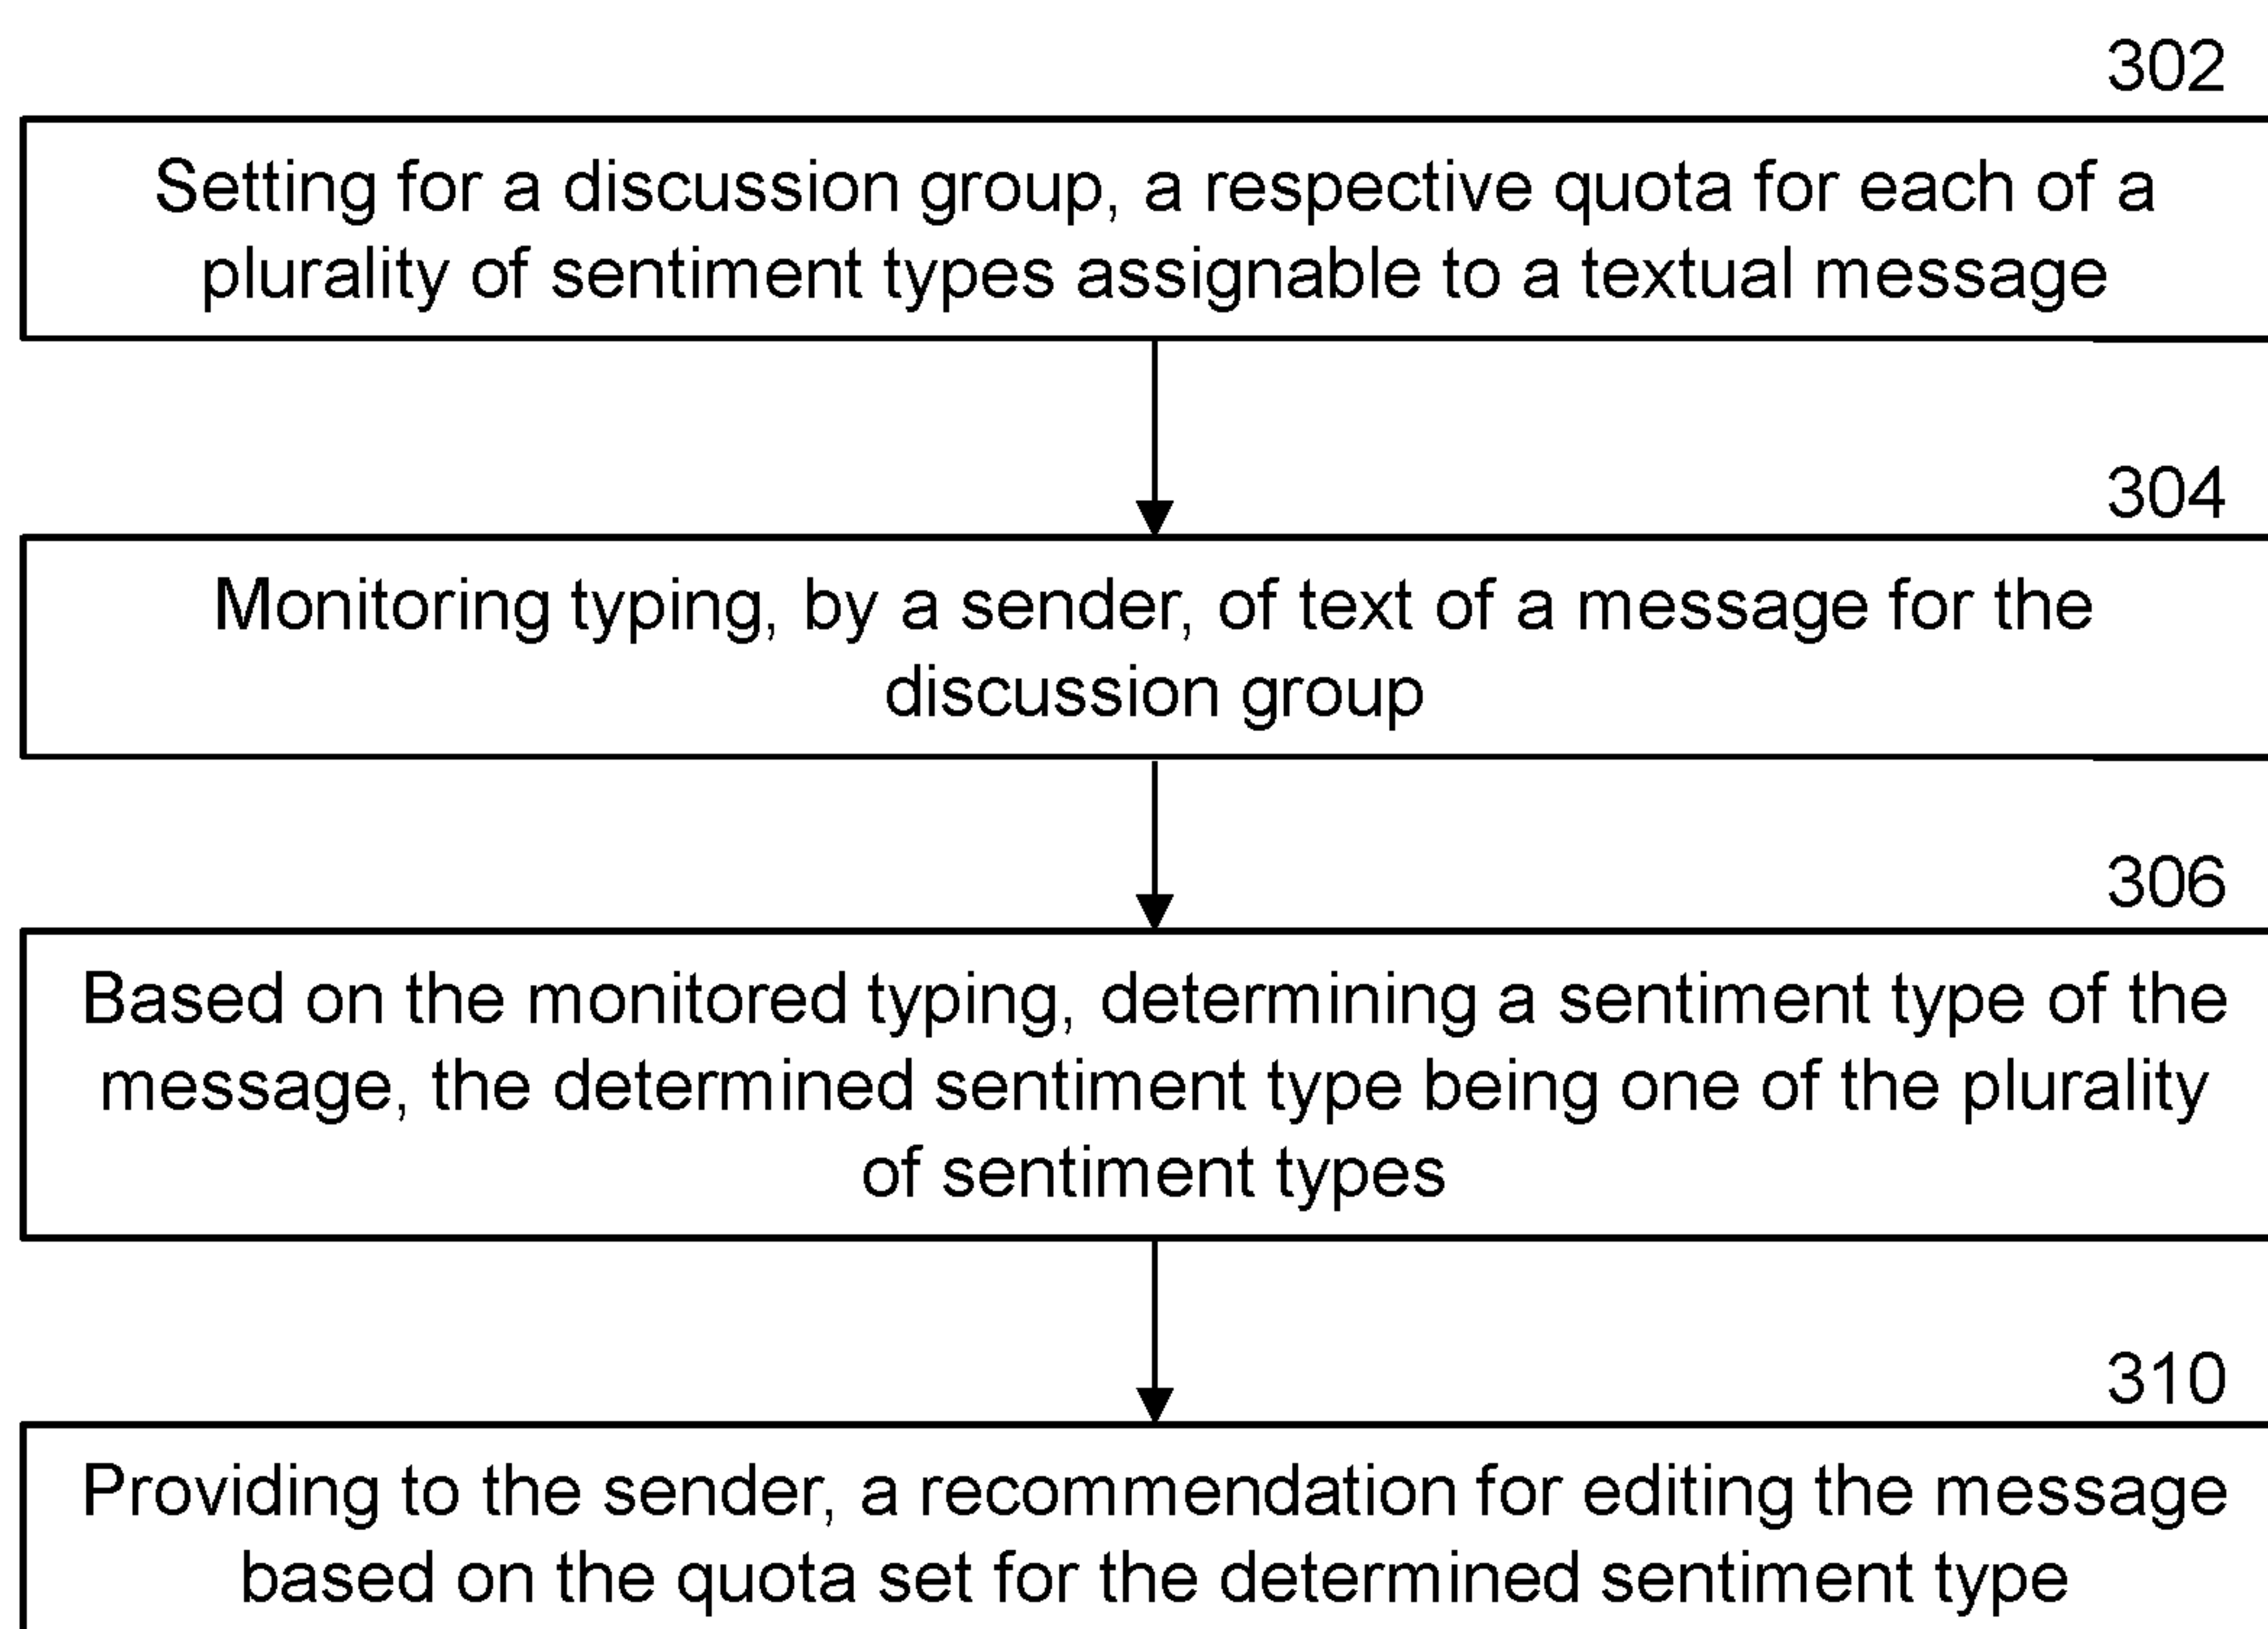 302
Setting for a discussion group, a respective quota for each of a
plurality of sentiment types assignable to a textual message
304
Monitoring typing, by a sender, of text of a message for the
discussion group
306
Based on the monitored typing, determining a sentiment type of the
message, the determined sentiment type being one of the plurality
of sentiment types
310
Providing to the sender, a recommendation for editing the message
based on the quota set for the determined sentiment type